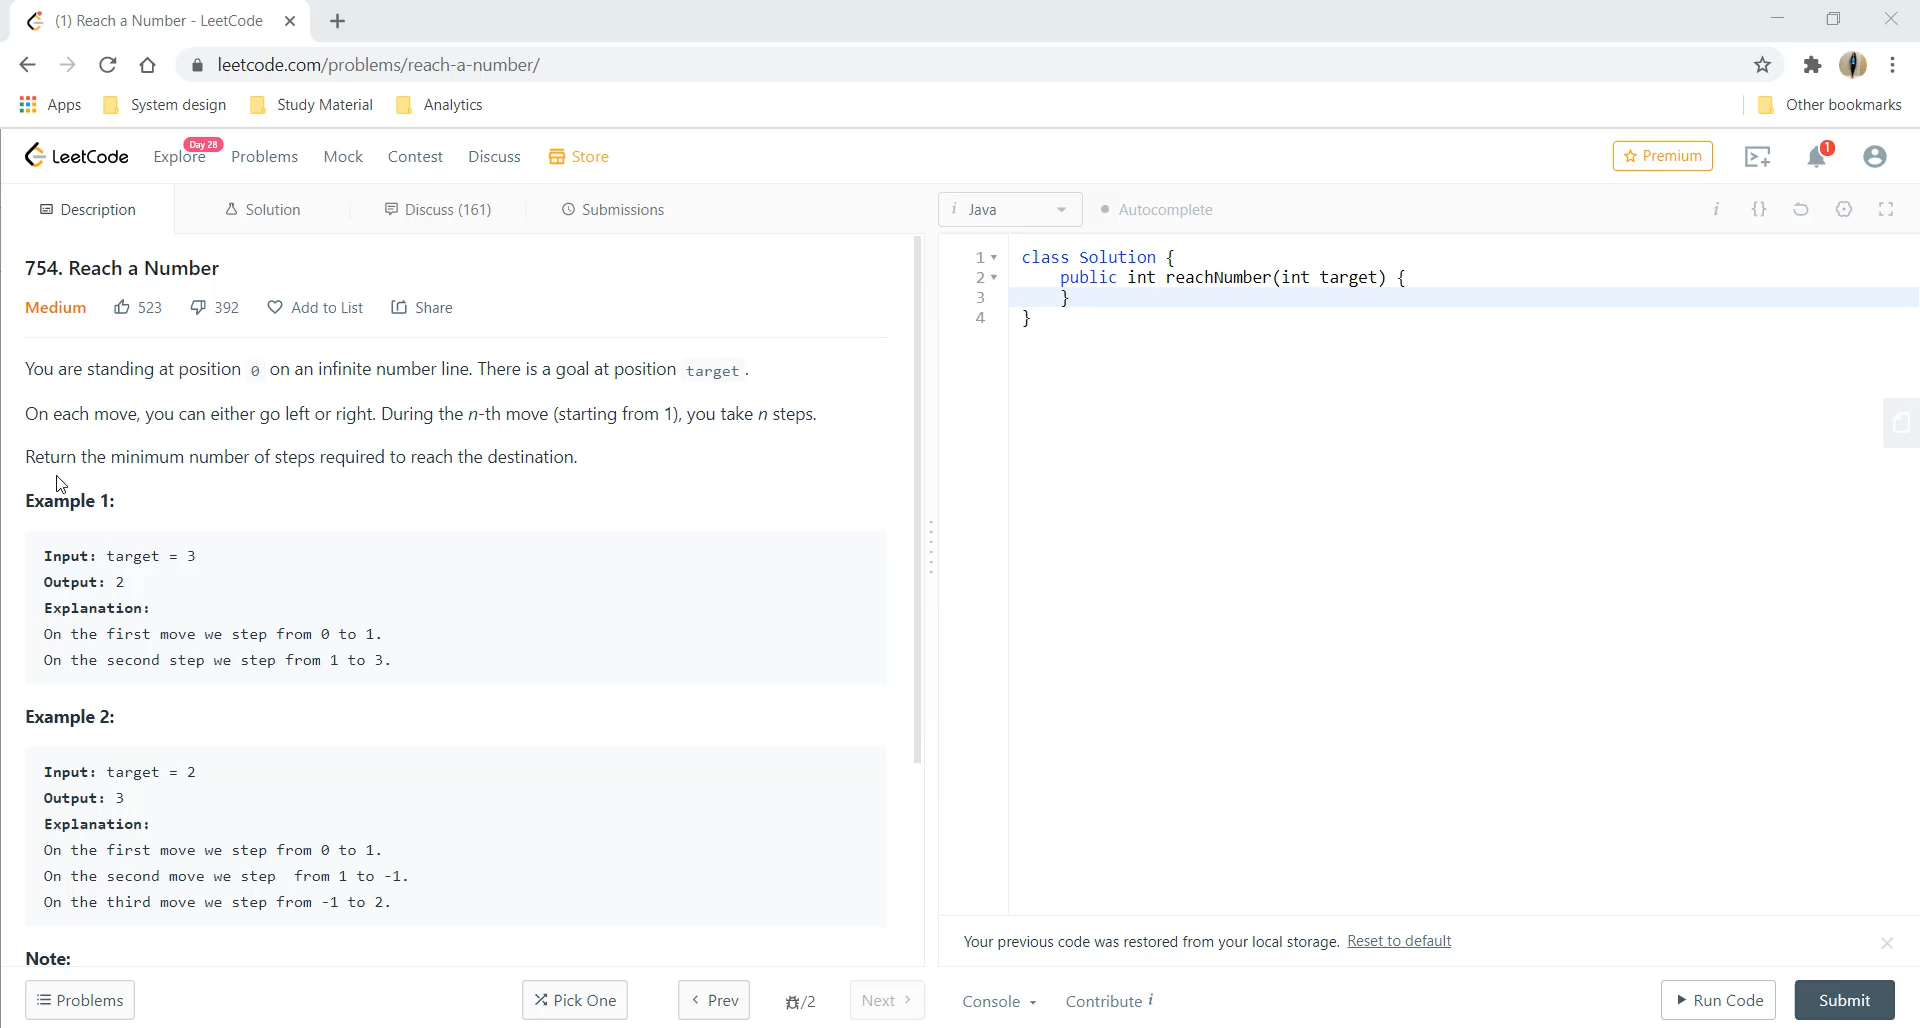 (1) Reach a Number - LeetCode
leetcode.com/problems/reach-a-number/
Apps System design Study Material Analytics Other bookmarks
LeetCode Explore Day 28 Problems Mock Contest Discuss Store Premium 1
Description Solution Discuss (161) Submissions
i Java Autocomplete i {}
754. Reach a Number
Medium 523 392 Add to List Share
You are standing at position 0 on an infinite number line. There is a goal at position target.
On each move, you can either go left or right. During the n-th move (starting from 1), you take n steps.
Return the minimum number of steps required to reach the destination.
Example 1:
Input: target = 3
Output: 2
Explanation:
On the first move we step from 0 to 1.
On the second step we step from 1 to 3.
Example 2:
Input: target = 2
Output: 3
Explanation:
On the first move we step from 0 to 1.
On the second move we step  from 1 to -1.
On the third move we step from -1 to 2.
Note:
1 class Solution {
2 public int reachNumber(int target) {
3 }
4 }
Your previous code was restored from your local storage. Reset to default
Problems Pick One < Prev /2 Next >
Console Contribute i Run Code Submit